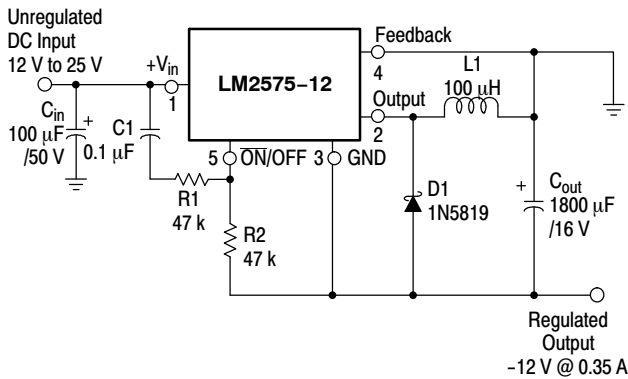 Unregulated
DC Input
12 V to 25 V
+Vin
1
LM2575–12
Feedback
4
L1
100 μH
Output
2
Cin
100 μF
/50 V
+
C1
0.1 μF
5
ON/OFF
3
GND
R1
47 k
R2
47 k
D1
1N5819
+
Cout
1800 μF
/16 V
Regulated
Output
–12 V @ 0.35 A